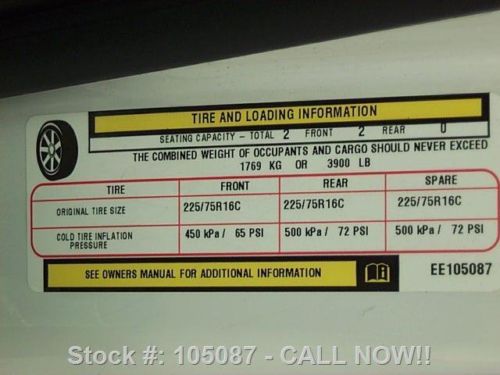 TIRE AND LOADING INFORMATION
SEATING CAPACITY - TOTAL 2 FRONT 2 REAR 0
THE COMBINED WEIGHT OF OCCUPANTS AND CARGO SHOULD NEVER EXCEED
1769 KG OR 3900 LB
TIRE FRONT REAR SPARE
ORIGINAL TIRE SIZE 225/75R16C 225/75R16C 225/75R16C
COLD TIRE INFLATION PRESSURE 450 kPa / 65 PSI 500 kPa / 72 PSI 500 kPa / 72 PSI
SEE OWNERS MANUAL FOR ADDITIONAL INFORMATION EE105087
Stock #: 105087 - CALL NOW!!